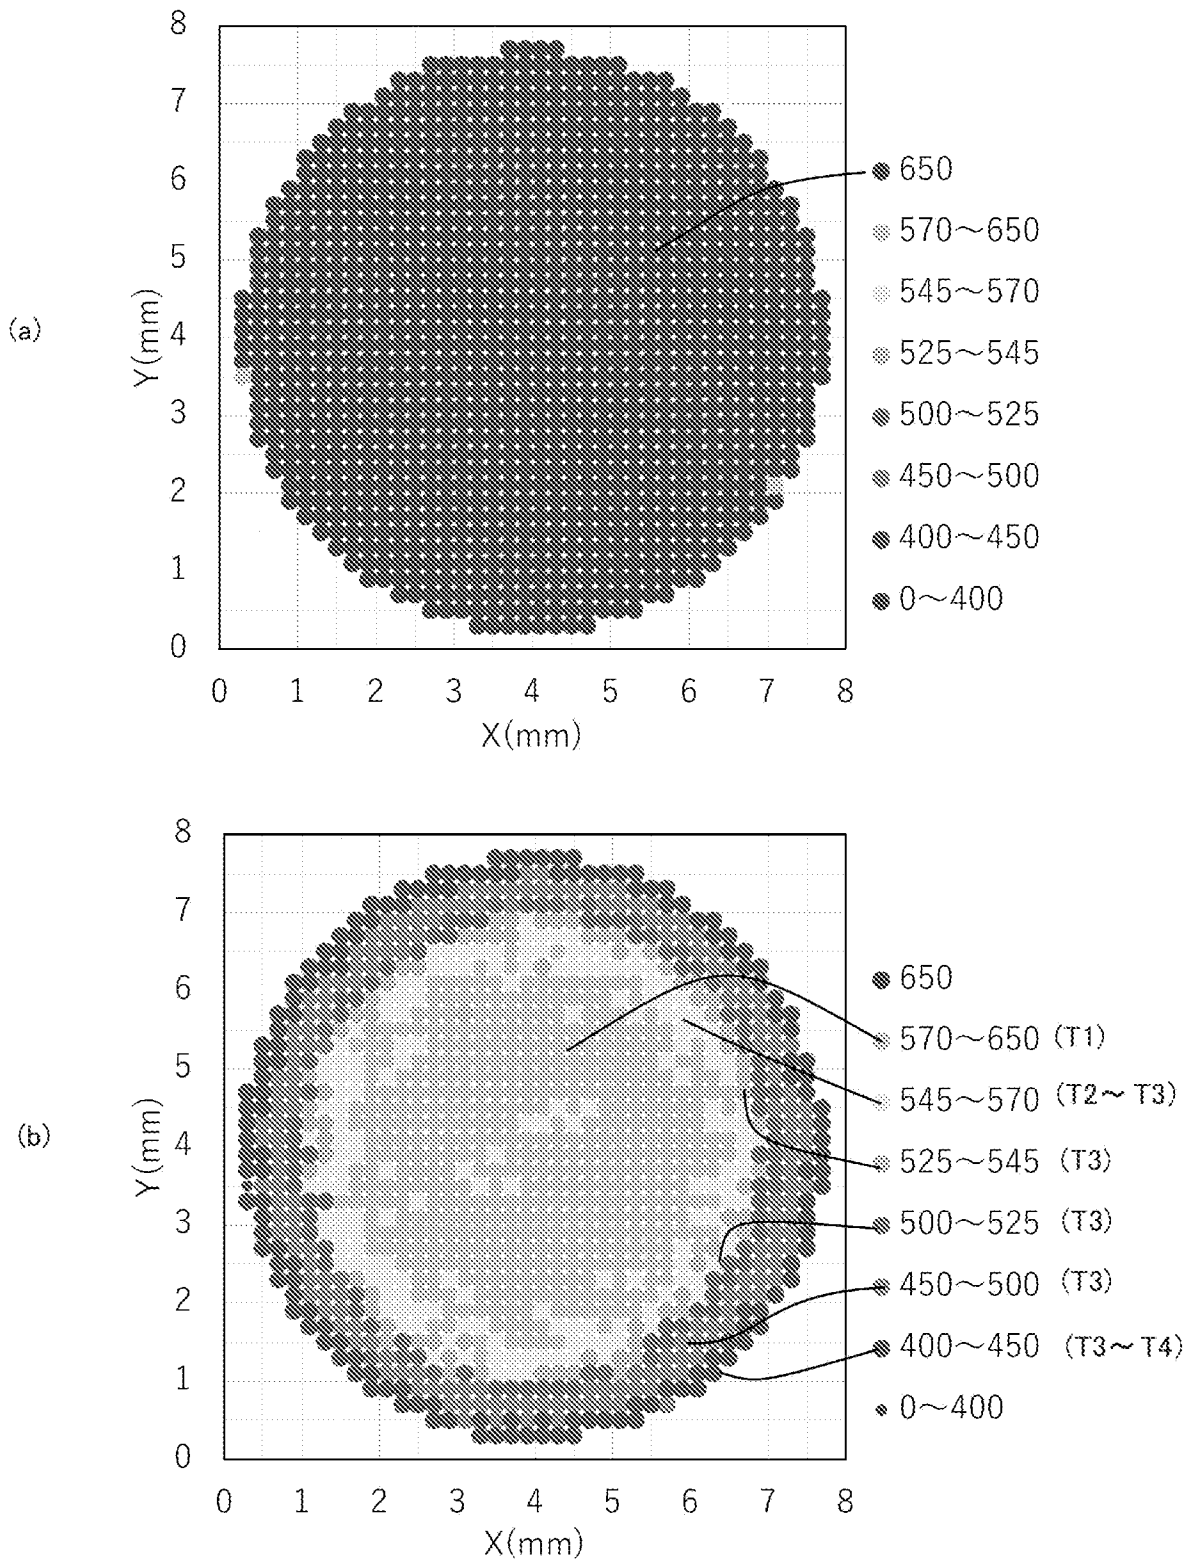 (a)
Y(mm)
8
7
6
5
4
3
2
1
0
0 1 2 3 4 5 6 7 8
X(mm)
650
570～650
545～570
525～545
500～525
450～500
400～450
0～400
(b)
Y(mm)
8
7
6
5
4
3
2
1
0
0 1 2 3 4 5 6 7 8
X(mm)
650
570～650 (T1)
545～570 (T2～T3)
525～545 (T3)
500～525 (T3)
450～500 (T3)
400～450 (T3～T4)
0～400